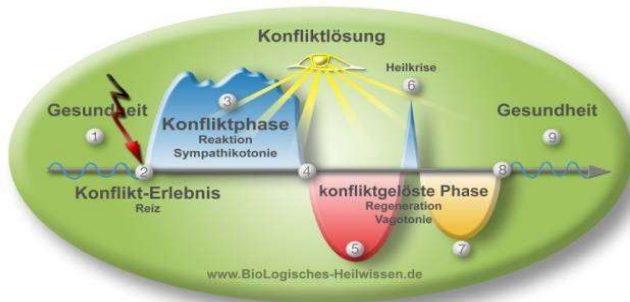 Konfliktlösung
Heilkrise
6
Gesundheit
1
3
Konfliktphase
Reaktion
Sympathikotonie
Gesundheit
9
2
4
8
Konflikt-Erlebnis
Reiz
konfliktgelöste Phase
Regeneration
Vagotonie
5
7
www.BioLogisches-Heilwissen.de